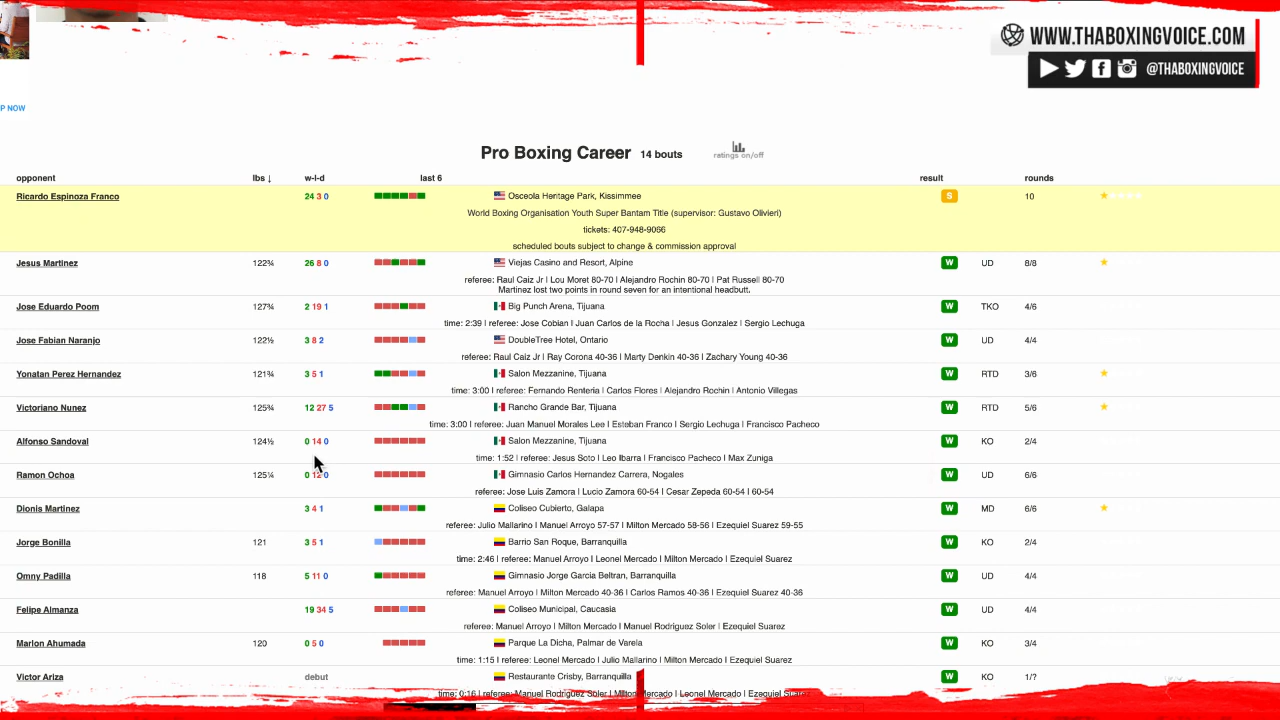 WWW.THABOXINGVOICE.COM
@THABOXINGVOICE
P NOW
Pro Boxing Career 14 bouts ratings on/off
opponent lbs ↓ w-l-d last 6 result rounds
Ricardo Espinoza Franco 24 3 0 Osceola Heritage Park, Kissimmee S 10
World Boxing Organisation Youth Super Bantam Title (supervisor: Gustavo Olivieri)
tickets: 407-948-9066
scheduled bouts subject to change & commission approval
Jesus Martinez 122¾ 26 8 0 Viejas Casino and Resort, Alpine W UD 8/8
referee: Raul Caiz Jr | Lou Moret 80-70 | Alejandro Rochin 80-70 | Pat Russell 80-70
Martinez lost two points in round seven for an intentional headbutt.
Jose Eduardo Poom 127¾ 2 19 1 Big Punch Arena, Tijuana W TKO 4/6
time: 2:39 | referee: Jose Cobian | Juan Carlos de la Rocha | Jesus Gonzalez | Sergio Lechuga
Jose Fabian Naranjo 122½ 3 8 2 DoubleTree Hotel, Ontario W UD 4/4
referee: Raul Caiz Jr | Ray Corona 40-36 | Marty Denkin 40-36 | Zachary Young 40-36
Yonatan Perez Hernandez 121¾ 3 5 1 Salon Mezzanine, Tijuana W RTD 3/6
time: 3:00 | referee: Fernando Renteria | Carlos Flores | Alejandro Rochin | Antonio Villegas
Victoriano Nunez 125¾ 12 27 5 Rancho Grande Bar, Tijuana W RTD 5/6
time: 3:00 | referee: Juan Manuel Morales Lee | Esteban Franco | Sergio Lechuga | Francisco Pacheco
Alfonso Sandoval 124½ 0 14 0 Salon Mezzanine, Tijuana W KO 2/4
time: 1:52 | referee: Jesus Soto | Leo Ibarra | Francisco Pacheco | Max Zuniga
Ramon Ochoa 125¼ 0 12 0 Gimnasio Carlos Hernandez Carrera, Nogales W UD 6/6
referee: Jose Luis Zamora | Lucio Zamora 60-54 | Cesar Zepeda 60-54 | 60-54
Dionis Martinez 3 4 1 Coliseo Cubierto, Galapa W MD 6/6
referee: Julio Mallarino | Manuel Arroyo 57-57 | Milton Mercado 58-56 | Ezequiel Suarez 59-55
Jorge Bonilla 121 3 5 1 Barrio San Roque, Barranquilla W KO 2/4
time: 2:46 | referee: Manuel Arroyo | Leonel Mercado | Milton Mercado | Ezequiel Suarez
Omny Padilla 118 5 11 0 Gimnasio Jorge Garcia Beltran, Barranquilla W UD 4/4
referee: Manuel Arroyo | Milton Mercado 40-36 | Carlos Ramos 40-36 | Ezequiel Suarez 40-36
Felipe Almanza 19 34 5 Coliseo Municipal, Caucasia W UD 4/4
referee: Manuel Arroyo | Milton Mercado | Manuel Rodriguez Soler | Ezequiel Suarez
Marlon Ahumada 120 0 5 0 Parque La Dicha, Palmar de Varela W KO 3/4
time: 1:15 | referee: Leonel Mercado | Julio Mallarino | Milton Mercado | Ezequiel Suarez
Victor Ariza debut Restaurante Crisby, Barranquilla W KO 1/?
time: 0:16 | referee: Manuel Rodriguez Soler | Milton Mercado | Leonel Mercado | Ezequiel Suarez